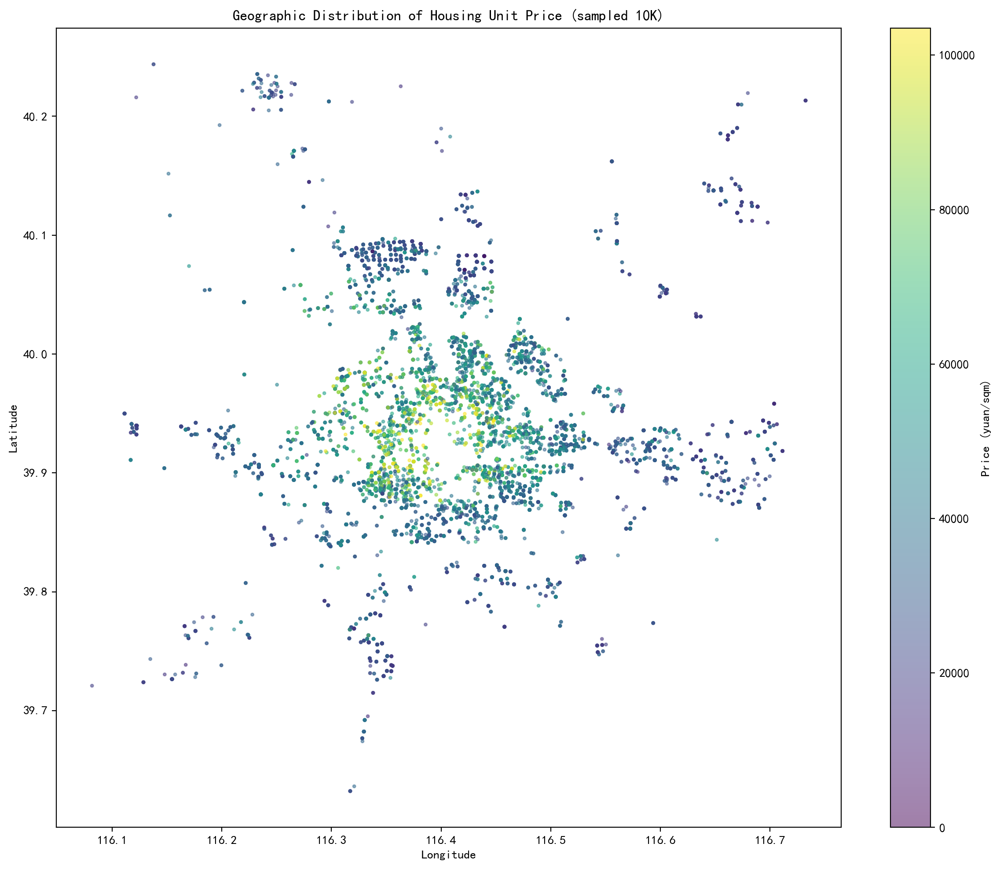 Geographic Distribution of Housing Unit Price (sampled 10K)
100000
80000
60000
40000
20000
0
Price (yuan/sqm)
40.2
40.1
40.0
39.9
39.8
39.7
Latitude
116.1 116.2 116.3 116.4 116.5 116.6 116.7
Longitude